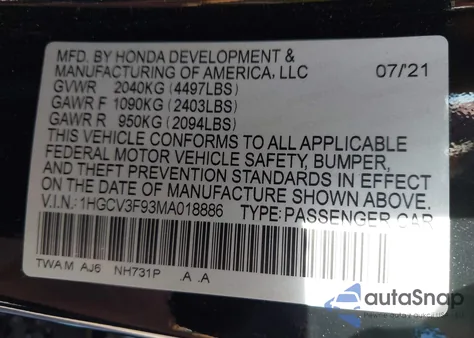 MFD. BY HONDA DEVELOPMENT &
MANUFACTURING OF AMERICA, LLC 07/'21
GVWR 2040KG (4497LBS)
GAWR F 1090KG (2403LBS)
GAWR R 950KG (2094LBS)
THIS VEHICLE CONFORMS TO ALL APPLICABLE
FEDERAL MOTOR VEHICLE SAFETY, BUMPER,
AND THEFT PREVENTION STANDARDS IN EFFECT
ON THE DATE OF MANUFACTURE SHOWN ABOVE.
V.I.N.: 1HGCV3F93MA018886 TYPE: PASSENGER CAR
TWA M AJ6 NH731P .A .A
autoSnap